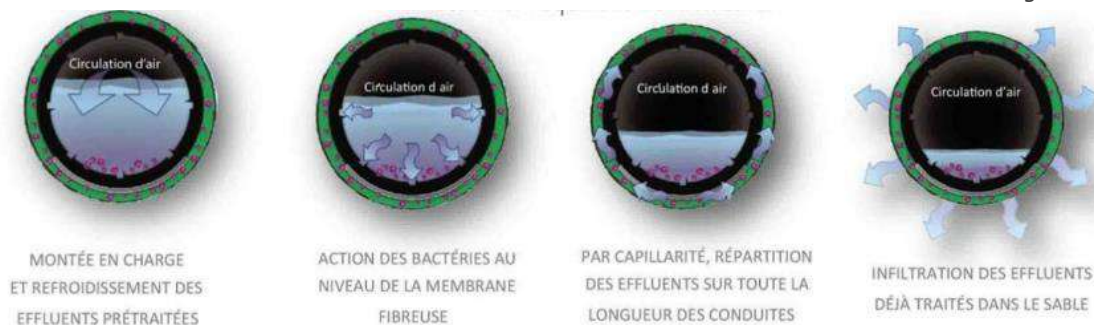 Circulation d'air
Circulation d air
Circulation d air
Circulation d'air
MONTÉE EN CHARGE
ET REFROIDISSEMENT DES
EFFLUENTS PRÉTRAITÉES
ACTION DES BACTÉRIES AU
NIVEAU DE LA MEMBRANE
FIBREUSE
PAR CAPILLARITÉ, RÉPARTITION
DES EFFLUENTS SUR TOUTE LA
LONGUEUR DES CONDUITES
INFILTRATION DES EFFLUENTS
DÉJÀ TRAITÉS DANS LE SABLE